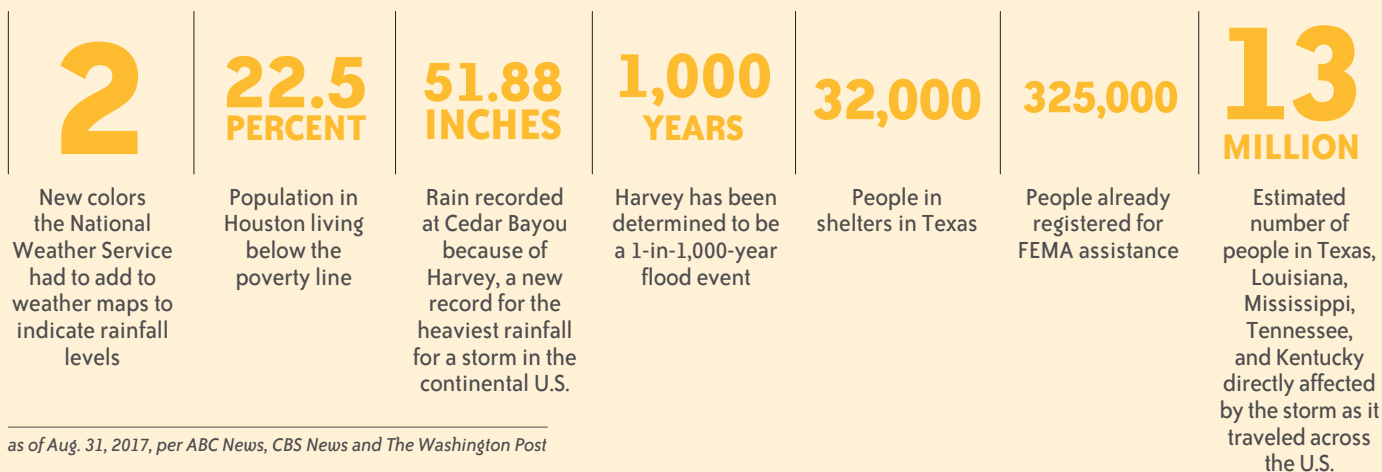 2
New colors
the National
Weather Service
had to add to
weather maps to
indicate rainfall
levels
22.5
PERCENT
Population in
Houston living
below the
poverty line
51.88
INCHES
Rain recorded
at Cedar Bayou
because of
Harvey, a new
record for the
heaviest rainfall
for a storm in the
continental U.S.
1,000
YEARS
Harvey has been
determined to be
a 1-in-1,000-year
flood event
32,000
People in
shelters in Texas
325,000
People already
registered for
FEMA assistance
13
MILLION
Estimated
number of
people in Texas,
Louisiana,
Mississippi,
Tennessee,
and Kentucky
directly affected
by the storm as it
traveled across
the U.S.
as of Aug. 31, 2017, per ABC News, CBS News and The Washington Post